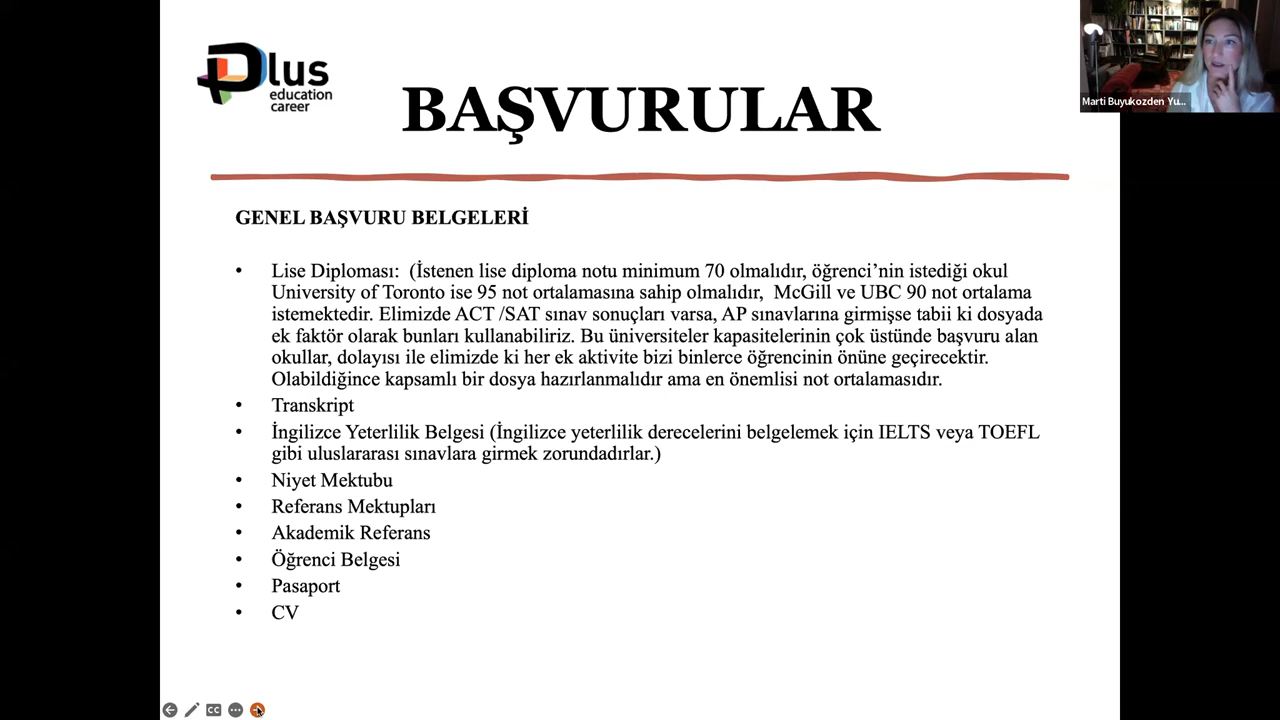 Plus
education
career
BAŞVURULAR
Marti Buyukozden Yu...
GENEL BAŞVURU BELGELERİ
• Lise Diploması: (İstenen lise diploma notu minimum 70 olmalıdır, öğrenci’nin istediği okul
University of Toronto ise 95 not ortalamasına sahip olmalıdır, McGill ve UBC 90 not ortalama
istemektedir. Elimizde ACT /SAT sınav sonuçları varsa, AP sınavlarına girmişse tabii ki dosyada
ek faktör olarak bunları kullanabiliriz. Bu üniversiteler kapasitelerinin çok üstünde başvuru alan
okullar, dolayısı ile elimizde ki her ek aktivite bizi binlerce öğrencinin önüne geçirecektir.
Olabildiğince kapsamlı bir dosya hazırlanmalıdır ama en önemlisi not ortalamasıdır.
• Transkript
• İngilizce Yeterlilik Belgesi (İngilizce yeterlilik derecelerini belgelemek için IELTS veya TOEFL
gibi uluslararası sınavlara girmek zorundadırlar.)
• Niyet Mektubu
• Referans Mektupları
• Akademik Referans
• Öğrenci Belgesi
• Pasaport
• CV
CC